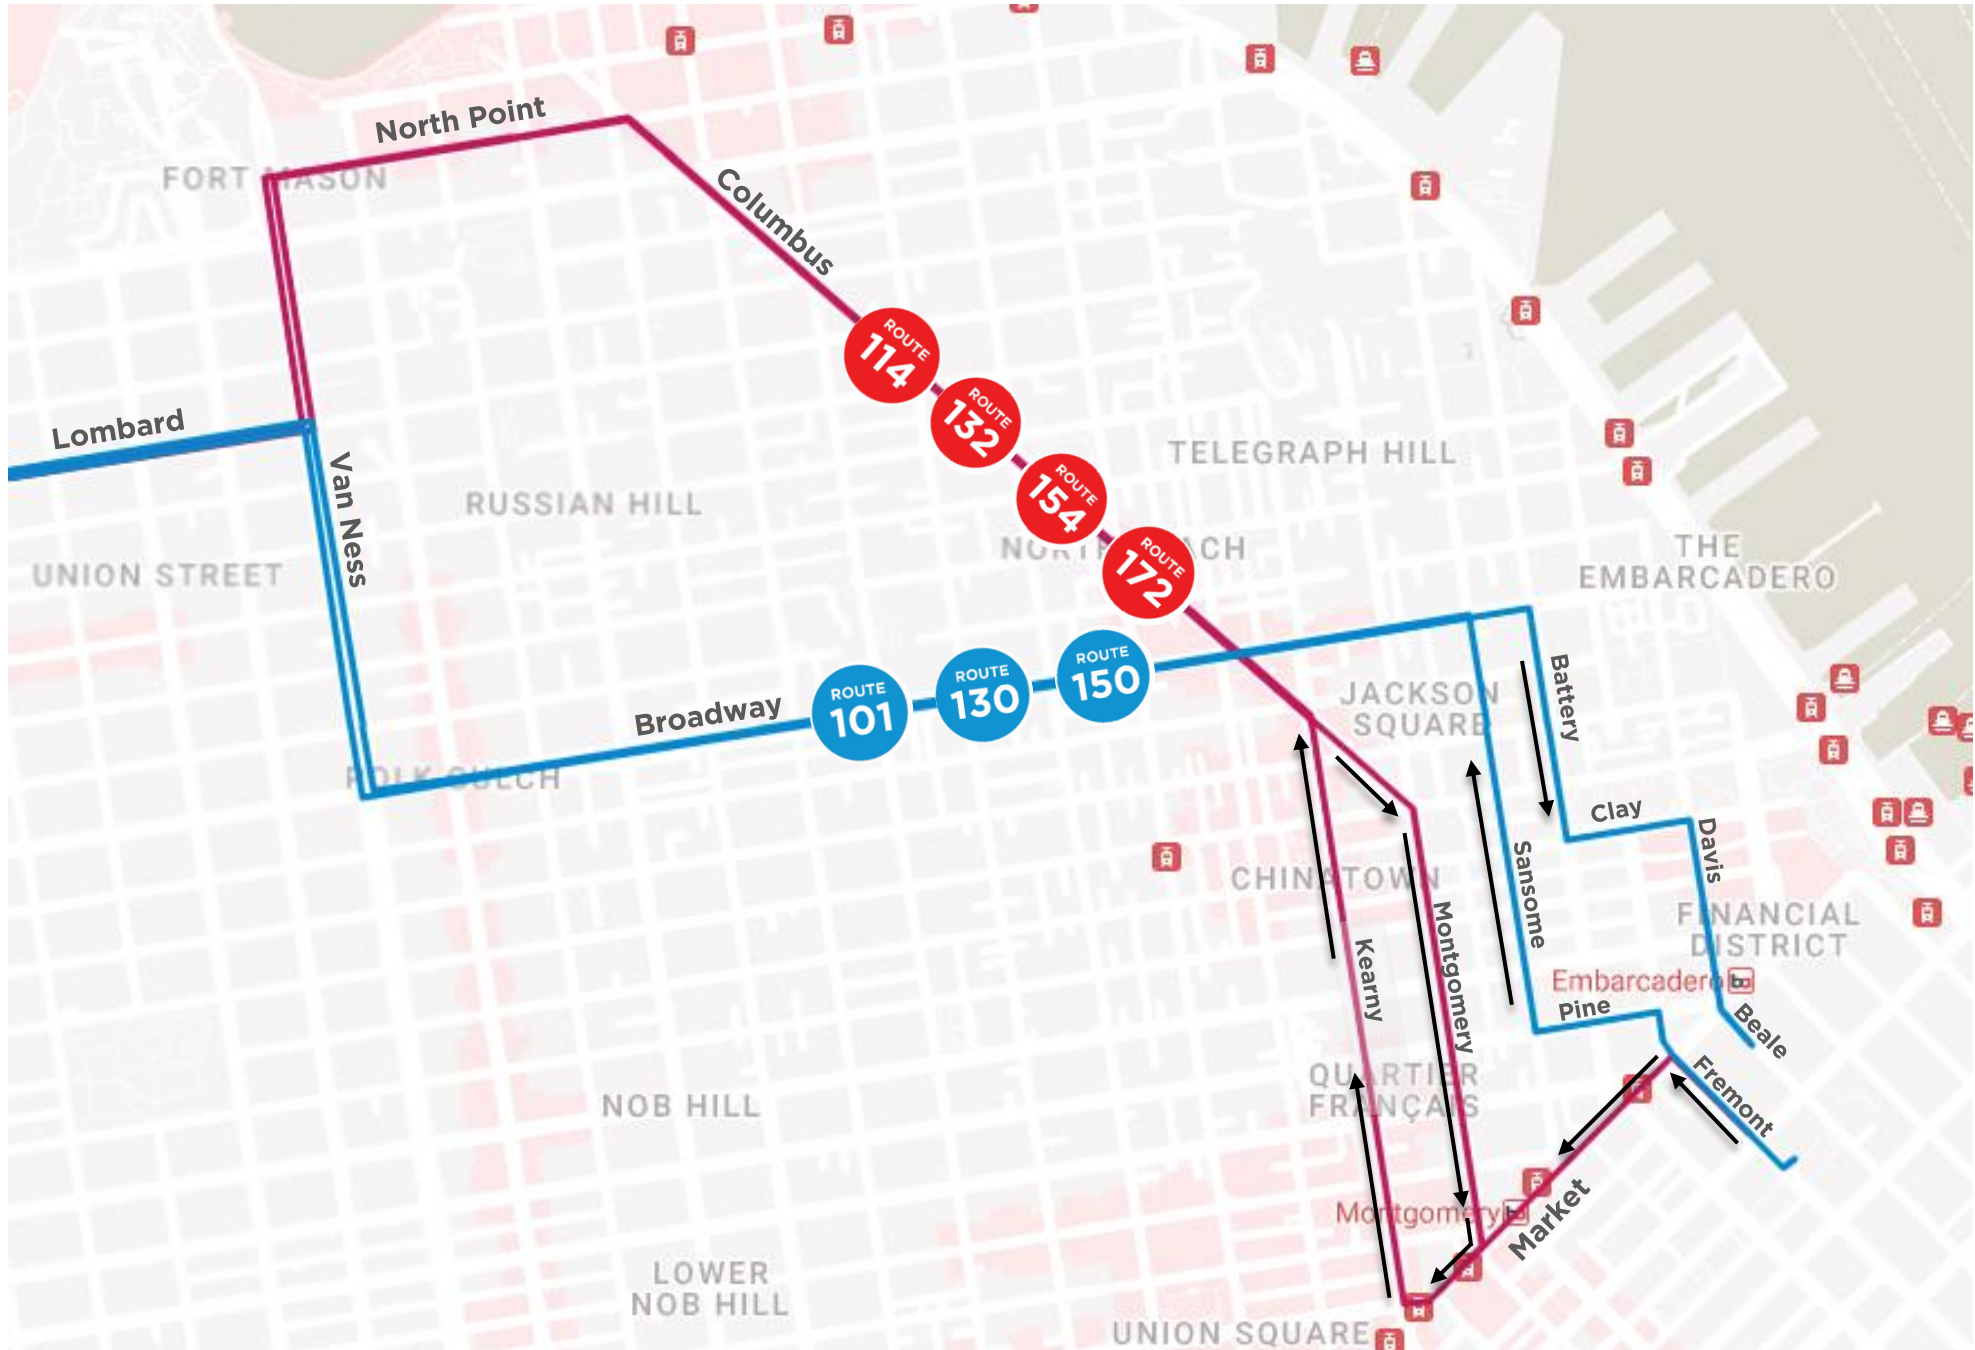 North Point
FORT MASON
Columbus
ROUTE
114
ROUTE
132
ROUTE
154
ROUTE
172
Lombard
Van Ness
TELEGRAPH HILL
RUSSIAN HILL
UNION STREET
THE
EMBARCADERO
ROUTE
101
ROUTE
130
ROUTE
150
Broadway
JACKSON
SQUARE
Battery
Clay
Davis
Sansome
CHINATOWN
Montgomery
Kearny
FINANCIAL
DISTRICT
Embarcadero
Pine
Beale
Fremont
QUARTIER
FRANÇAIS
NOB HILL
Montgomery
Market
LOWER
NOB HILL
UNION SQUARE